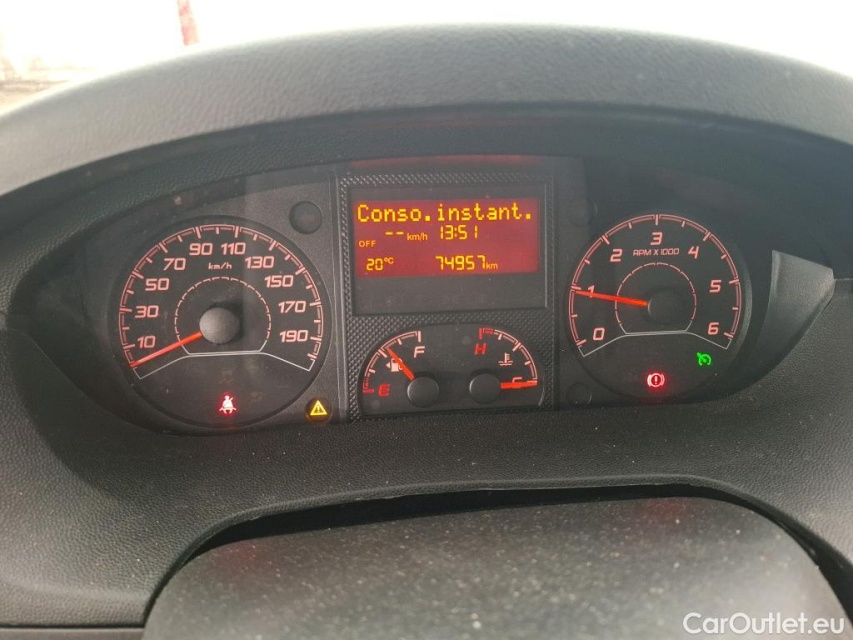 Conso.instant.
OFF --km/h 13:51
20°C 74957km
10 30 50 70 90 110 130 150 170 190
km/h
E F
H C
0 1 2 3 4 5 6
RPM X 1000
CarOutlet.eu